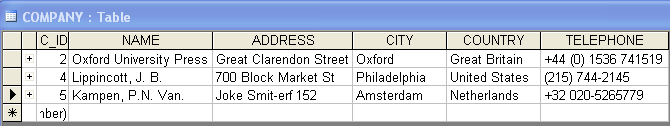 COMPANY : Table
C_ID NAME ADDRESS CITY COUNTRY TELEPHONE
+ 2 Oxford University Press Great Clarendon Street Oxford Great Britain +44 (0) 1536 741519
+ 4 Lippincott, J. B. 700 Block Market St Philadelphia United States (215) 744-2145
+ 5 Kampen, P.N. Van. Joke Smit-erf 152 Amsterdam Netherlands +32 020-5265779
mber)